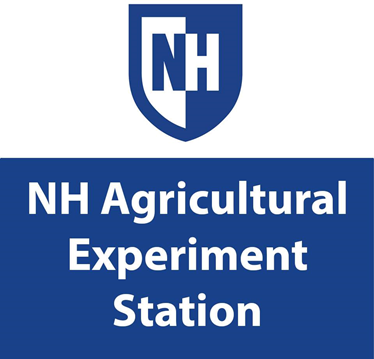 NH
NH Agricultural
Experiment
Station